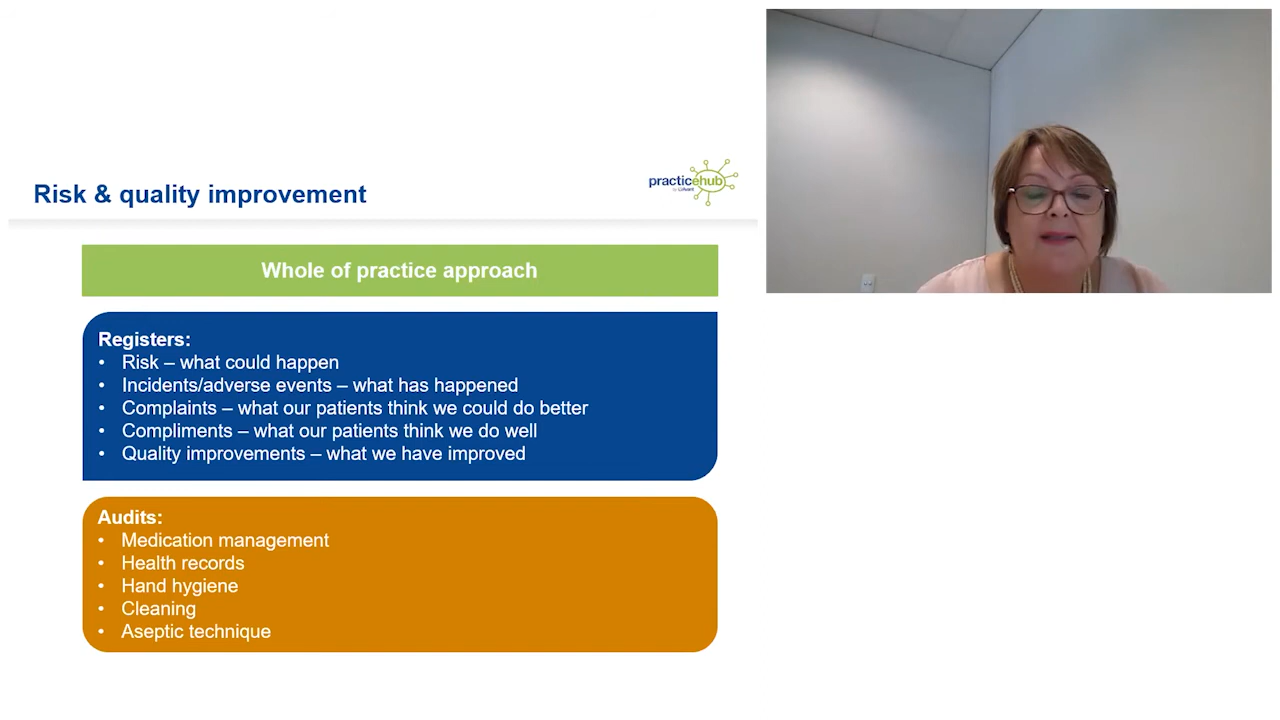 Risk & quality improvement
practicehub
by Avant
Whole of practice approach
Registers:
• Risk – what could happen
• Incidents/adverse events – what has happened
• Complaints – what our patients think we could do better
• Compliments – what our patients think we do well
• Quality improvements – what we have improved
Audits:
• Medication management
• Health records
• Hand hygiene
• Cleaning
• Aseptic technique